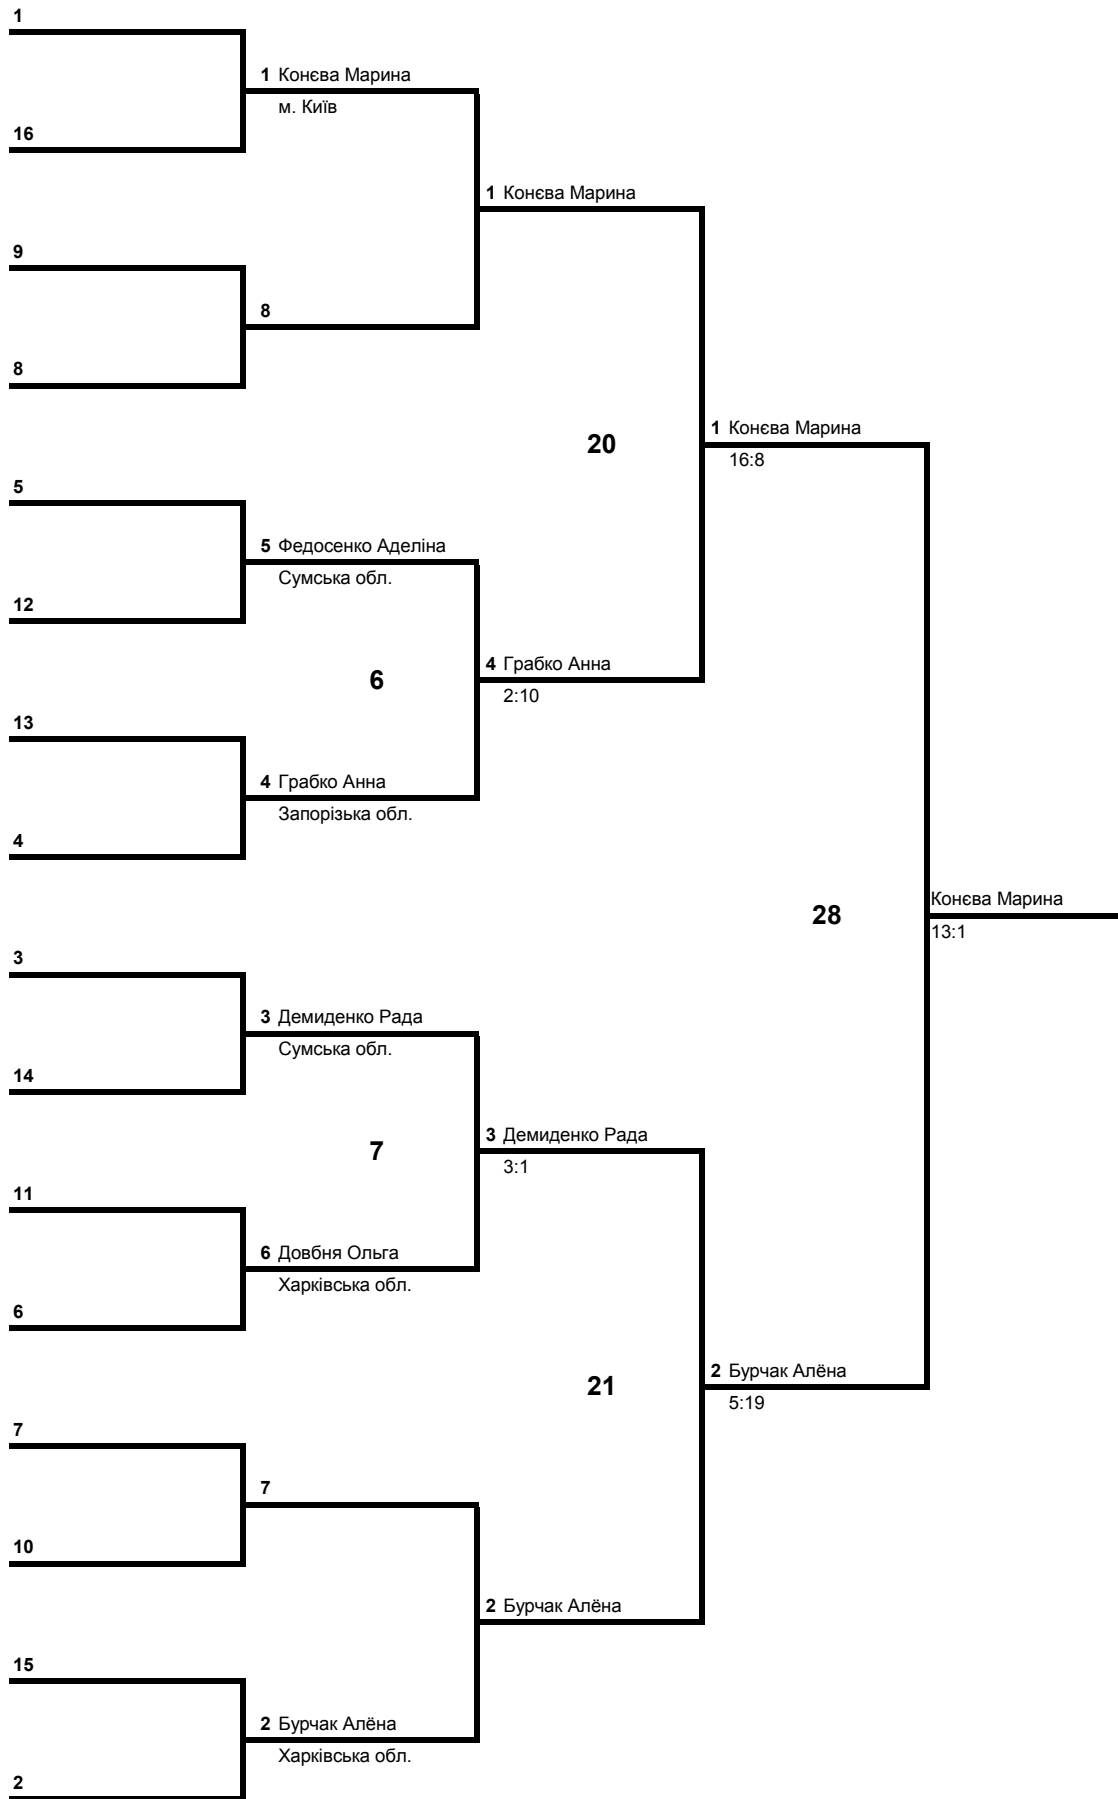 1
1 Конєва Марина
м. Київ
16
1 Конєва Марина
9
8
8
1 Конєва Марина
20
16:8
5
5 Федосенко Аделіна
Сумська обл.
12
4 Грабко Анна
6
2:10
13
4 Грабко Анна
Запорізька обл.
4
Конєва Марина
28
13:1
3
3 Демиденко Рада
Сумська обл.
14
3 Демиденко Рада
7
3:1
11
6 Довбня Ольга
Харківська обл.
6
2 Бурчак Алёна
21
5:19
7
7
10
2 Бурчак Алёна
15
2 Бурчак Алёна
Харківська обл.
2